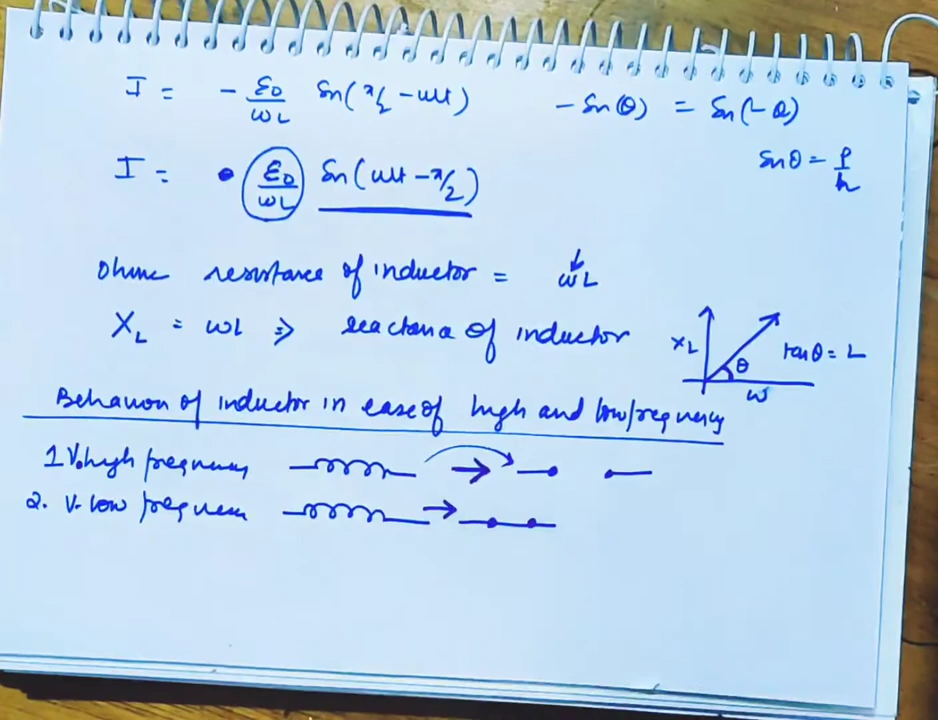 I = - ε₀/ωL Sin(π/2 - ωt) - Sin(θ) = Sin(-θ)
Sinθ = P/h
I = ε₀/ωL Sin(ωt - π/2)
Ohmic resistance of inductor = ωL
X_L = ωL ⇒ reactance of inductor
X_L θ ω tanθ = L
Behaviour of inductor in case of high and low frequency
1 V.high frequency
2. V. low frequency